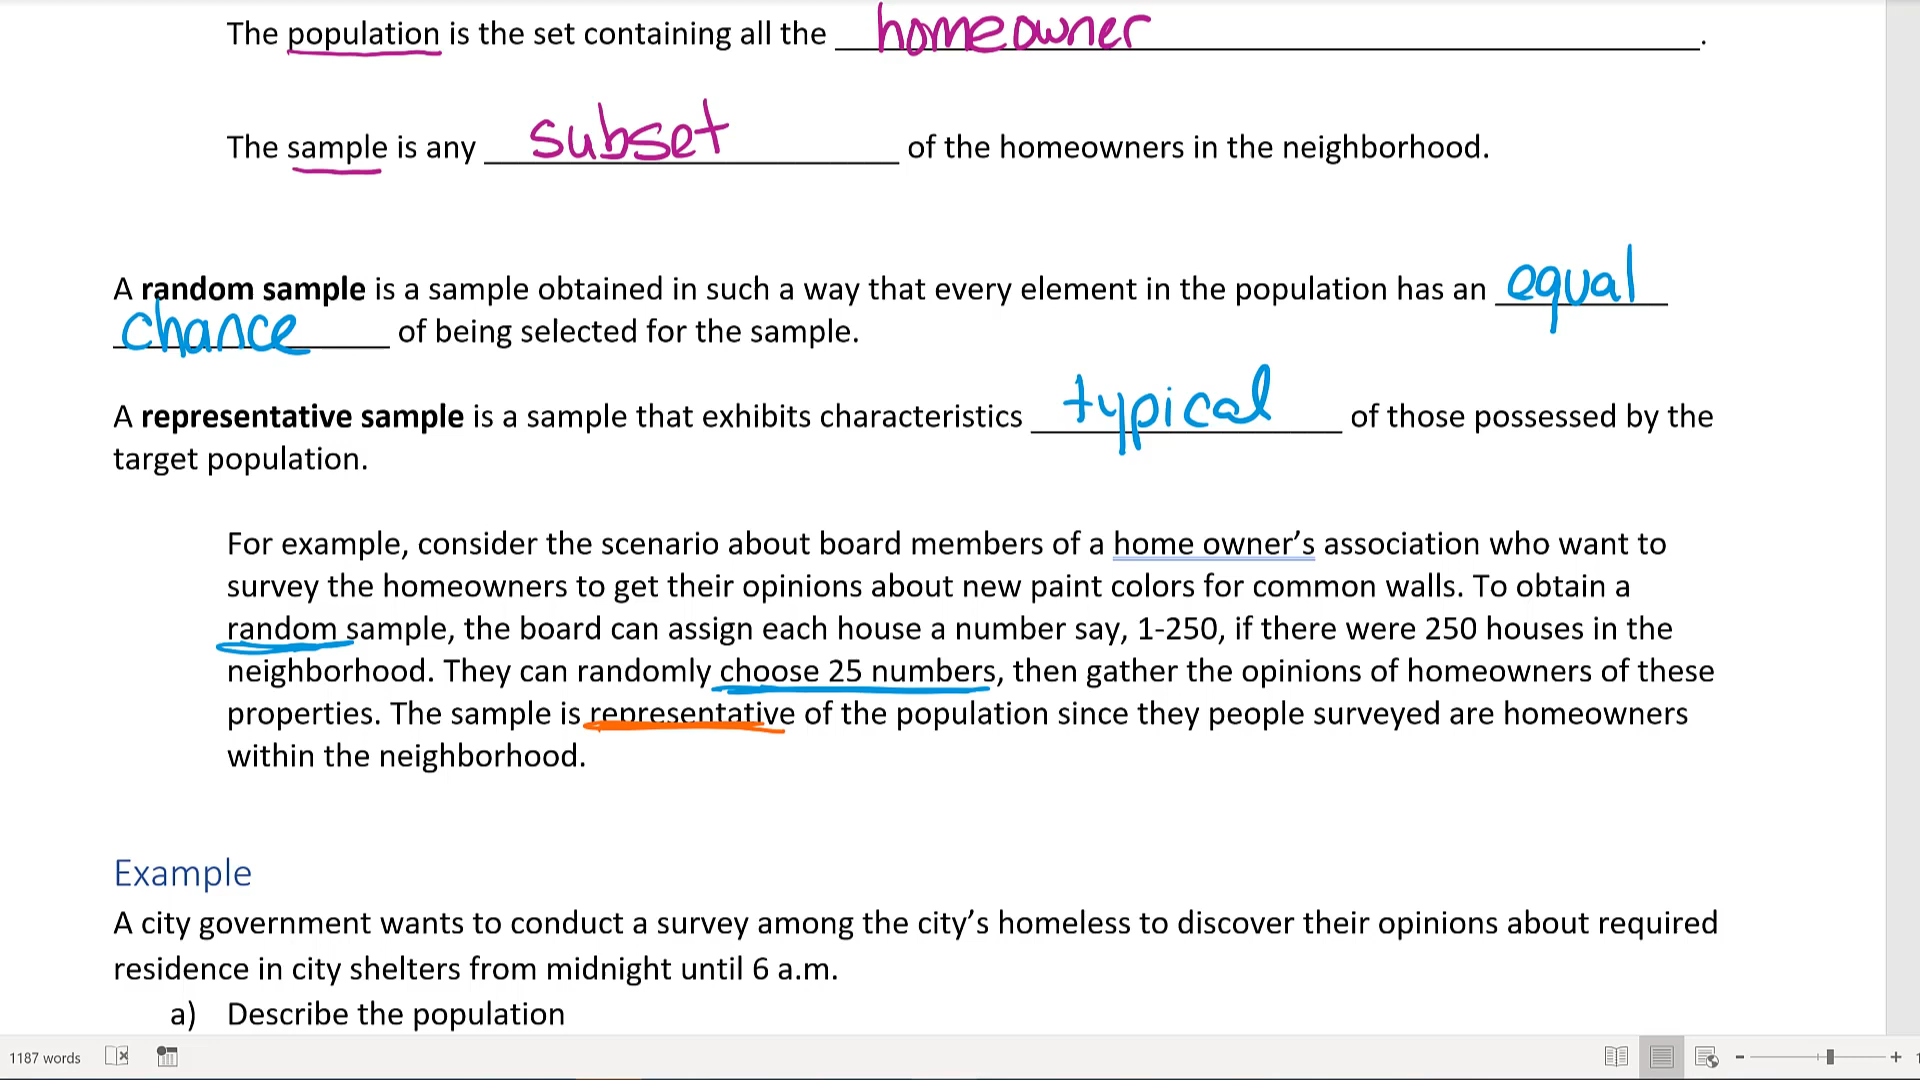 The population is the set containing all the homeowner.
The sample is any subset of the homeowners in the neighborhood.
A random sample is a sample obtained in such a way that every element in the population has an equal
chance of being selected for the sample.
A representative sample is a sample that exhibits characteristics typical of those possessed by the
target population.
For example, consider the scenario about board members of a home owner’s association who want to
survey the homeowners to get their opinions about new paint colors for common walls. To obtain a
random sample, the board can assign each house a number say, 1-250, if there were 250 houses in the
neighborhood. They can randomly choose 25 numbers, then gather the opinions of homeowners of these
properties. The sample is representative of the population since they people surveyed are homeowners
within the neighborhood.
Example
A city government wants to conduct a survey among the city’s homeless to discover their opinions about required
residence in city shelters from midnight until 6 a.m.
a) Describe the population
1187 words